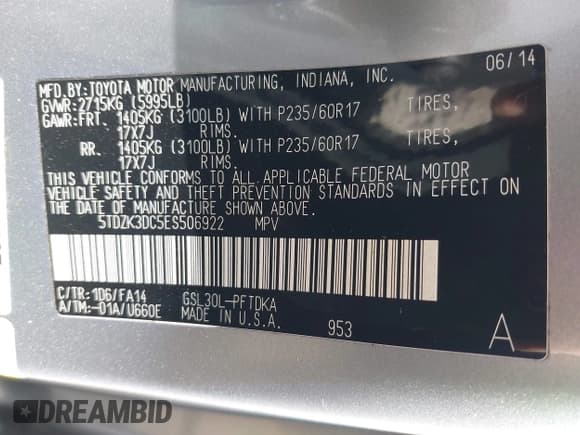 MFD.BY:TOYOTA MOTOR MANUFACTURING, INDIANA, INC. 06/14
GVWR:2715KG (5995LB)
GAWR:FRT. 1405KG (3100LB) WITH P235/60R17 TIRES,
17X7J RIMS.
RR. 1405KG (3100LB) WITH P235/60R17 TIRES,
17X7J RIMS.
THIS VEHICLE CONFORMS TO ALL APPLICABLE FEDERAL MOTOR
VEHICLE SAFETY AND THEFT PREVENTION STANDARDS IN EFFECT ON
THE DATE OF MANUFACTURE SHOWN ABOVE.
5TDZK3DC5ES506922 MPV
C/TR:1D6/FA14 GSL30L-PFTDKA
A/TM:-01A/U660E MADE IN U.S.A. 953 A
DREAMBID